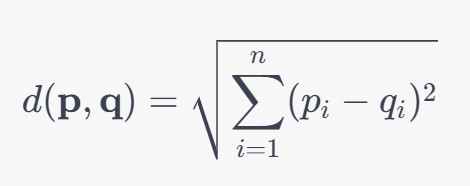 d(𝐩, 𝐪) = √(∑_{i=1}^{n} (p_i − q_i)²)